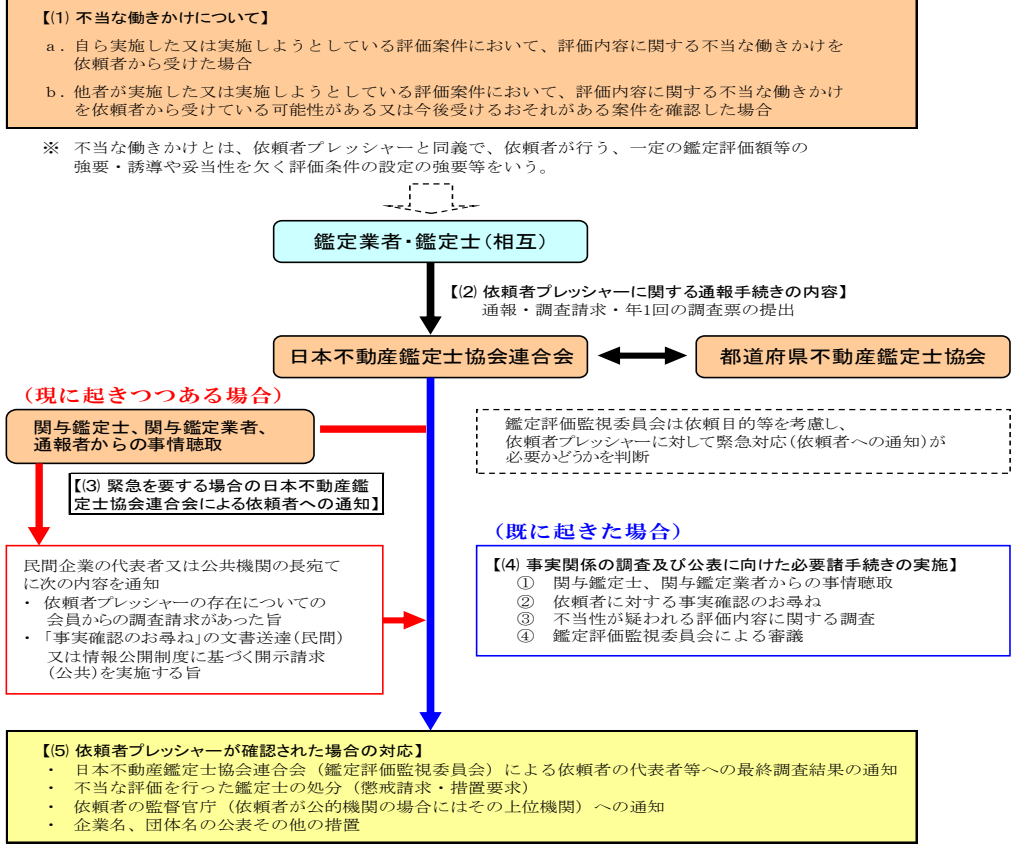 【⑴ 不当な働きかけについて】
a. 自ら実施した又は実施しようとしている評価案件において、評価内容に関する不当な働きかけを
依頼者から受けた場合
b. 他者が実施した又は実施しようとしている評価案件において、評価内容に関する不当な働きかけ
を依頼者から受けている可能性がある又は今後受けるおそれがある案件を確認した場合
※ 不当な働きかけとは、依頼者プレッシャーと同義で、依頼者が行う、一定の鑑定評価額等の
強要・誘導や妥当性を欠く評価条件の設定の強要等をいう。
鑑定業者・鑑定士(相互)
【⑵ 依頼者プレッシャーに関する通報手続きの内容】
通報・調査請求・年1回の調査票の提出
日本不動産鑑定士協会連合会
都道府県不動産鑑定士協会
(現に起きつつある場合)
関与鑑定士、関与鑑定業者、
通報者からの事情聴取
鑑定評価監視委員会は依頼目的等を考慮し、
依頼者プレッシャーに対して緊急対応(依頼者への通知)が
必要かどうかを判断
【⑶ 緊急を要する場合の日本不動産鑑
定士協会連合会による依頼者への通知】
(既に起きた場合)
民間企業の代表者又は公共機関の長宛て
に次の内容を通知
・ 依頼者プレッシャーの存在についての
会員からの調査請求があった旨
・ 「事実確認のお尋ね」の文書送達(民間)
又は情報公開制度に基づく開示請求
(公共)を実施する旨
【⑷ 事実関係の調査及び公表に向けた必要諸手続きの実施】
① 関与鑑定士、関与鑑定業者からの事情聴取
② 依頼者に対する事実確認のお尋ね
③ 不当性が疑われる評価内容に関する調査
④ 鑑定評価監視委員会による審議
【⑸ 依頼者プレッシャーが確認された場合の対応】
・ 日本不動産鑑定士協会連合会(鑑定評価監視委員会)による依頼者の代表者等への最終調査結果の通知
・ 不当な評価を行った鑑定士の処分(懲戒請求・措置要求)
・ 依頼者の監督官庁(依頼者が公的機関の場合にはその上位機関)への通知
・ 企業名、団体名の公表その他の措置